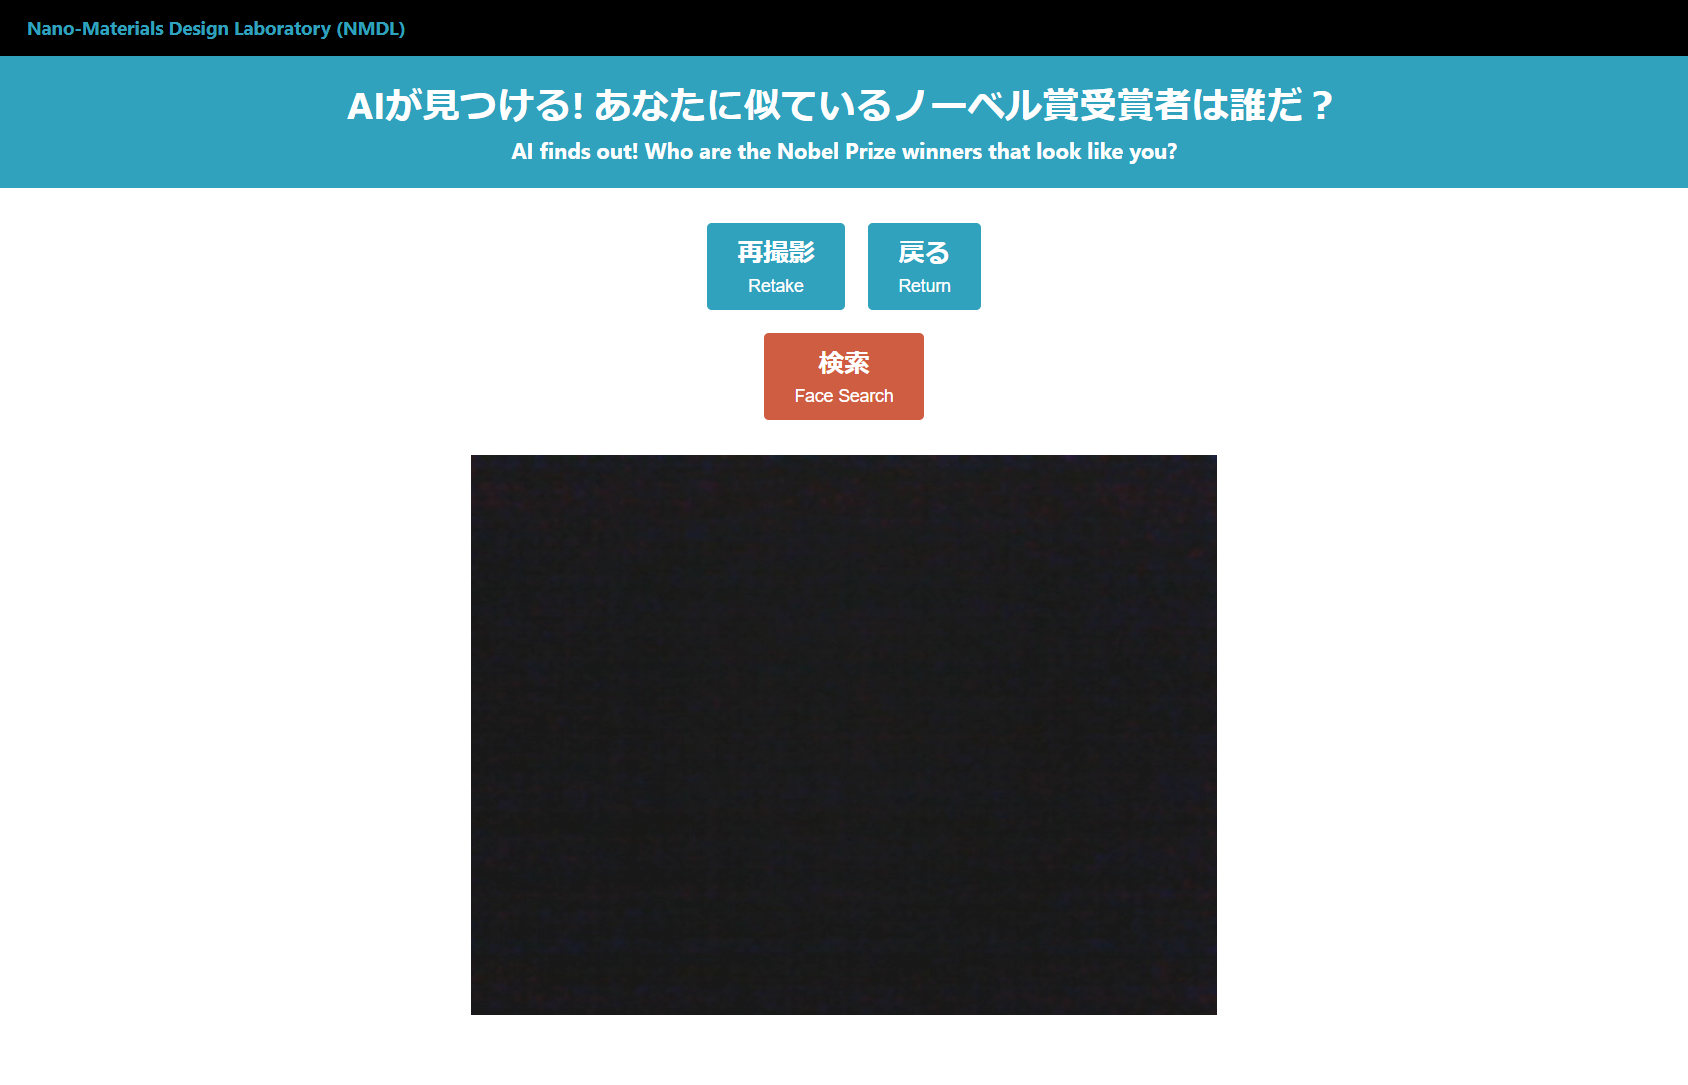 Nano-Materials Design Laboratory (NMDL)
AIが見つける! あなたに似ているノーベル賞受賞者は誰だ？
AI finds out! Who are the Nobel Prize winners that look like you?
再撮影
Retake
戻る
Return
検索
Face Search